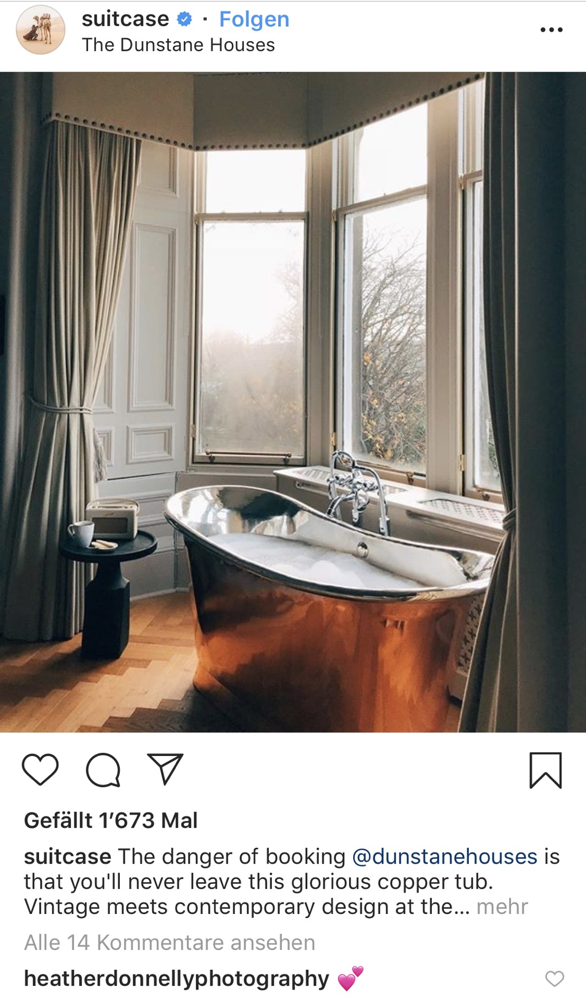 suitcase · Folgen
The Dunstane Houses
Gefällt 1’673 Mal
suitcase The danger of booking @dunstanehouses is
that you'll never leave this glorious copper tub.
Vintage meets contemporary design at the... mehr
Alle 14 Kommentare ansehen
heatherdonnellyphotography 💕